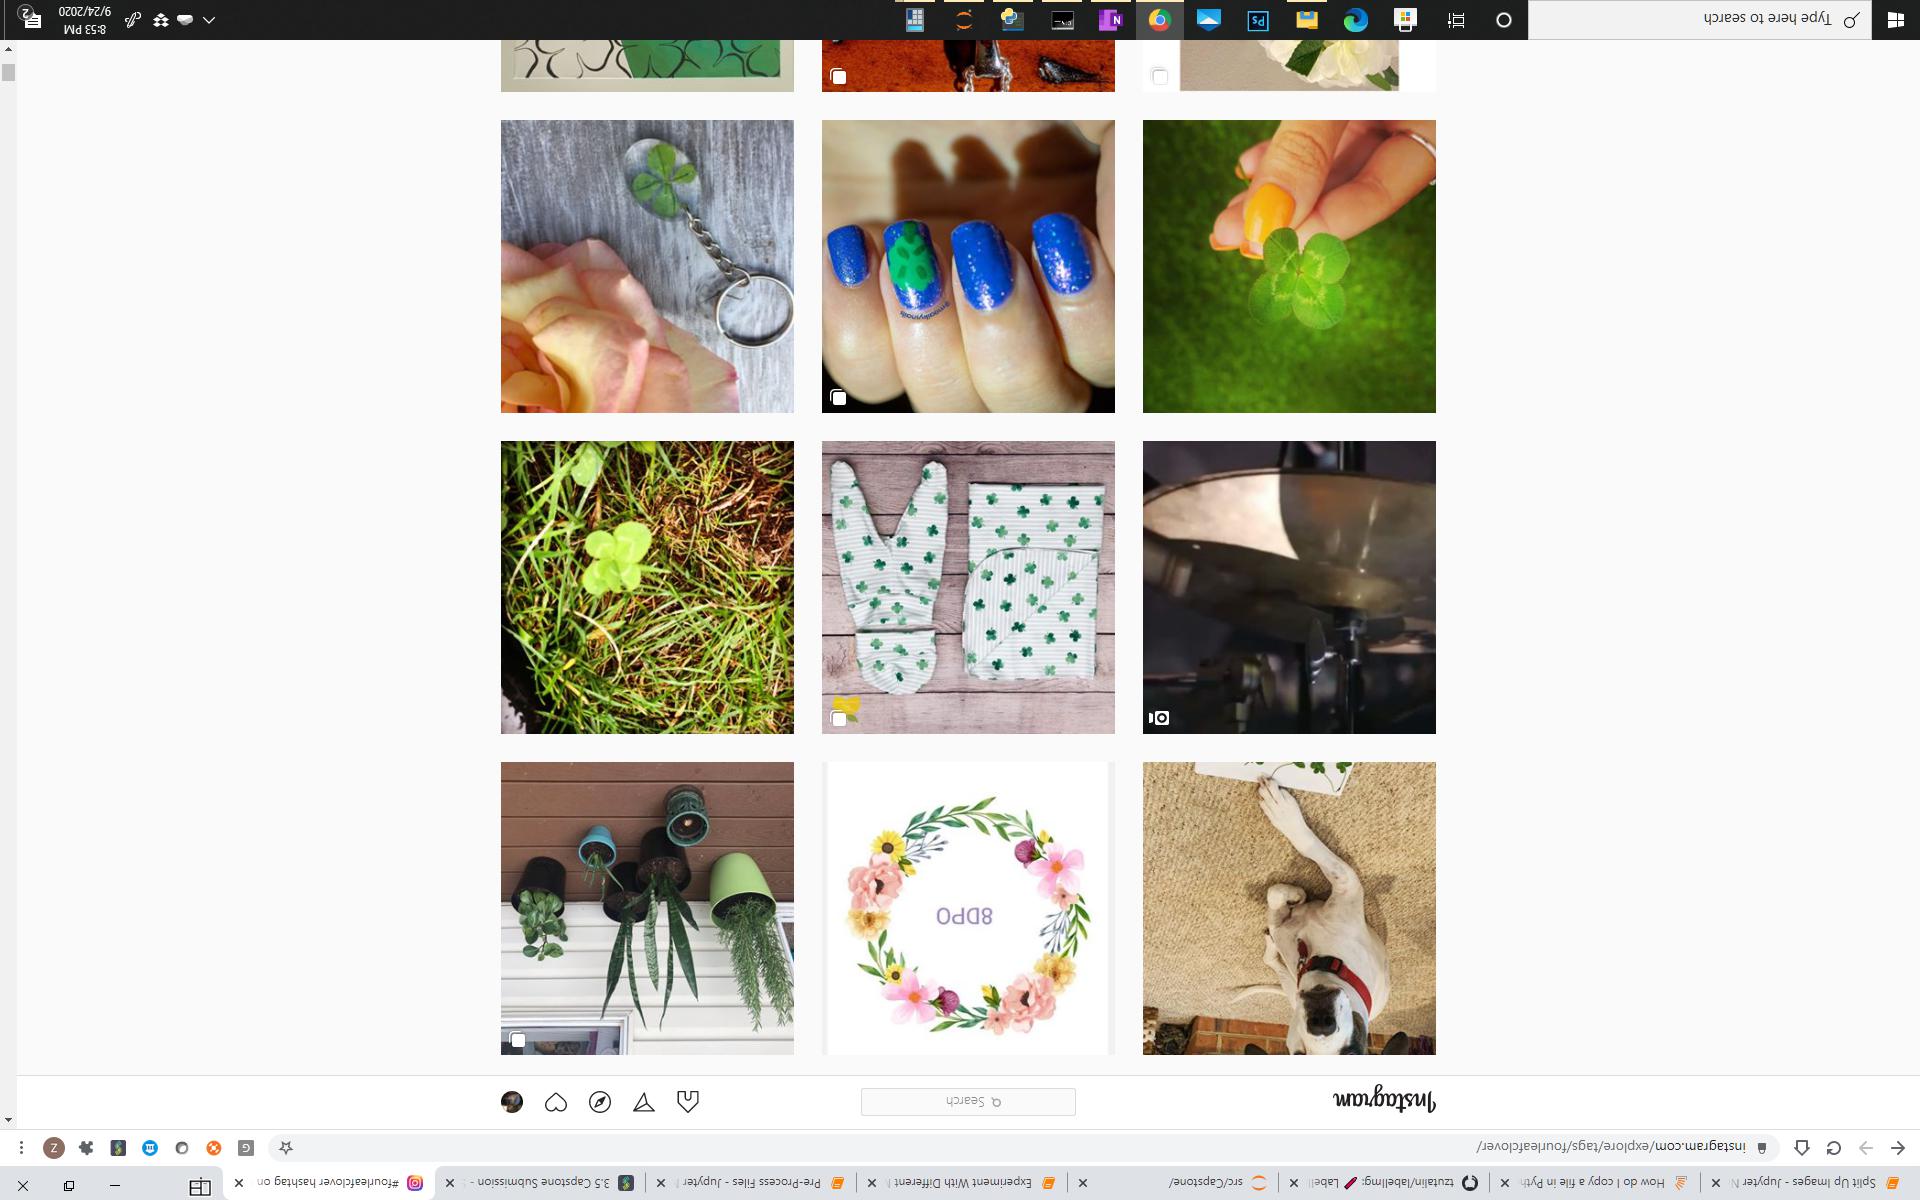 Split Up Images - Jupyter N
How do I copy a file in Pyth
tzutalin/labelImg: 🖍 LabelI
src/Capstone/
Experiment With Different N
Pre-Process Files - Jupyter
3.5 Capstone Submission -
#fourleafclover hashtag on
instagram.com/explore/tags/fourleafclover/
Z
Instagram
Search
8DPO
Type here to search
8:53 PM
9/24/2020
2